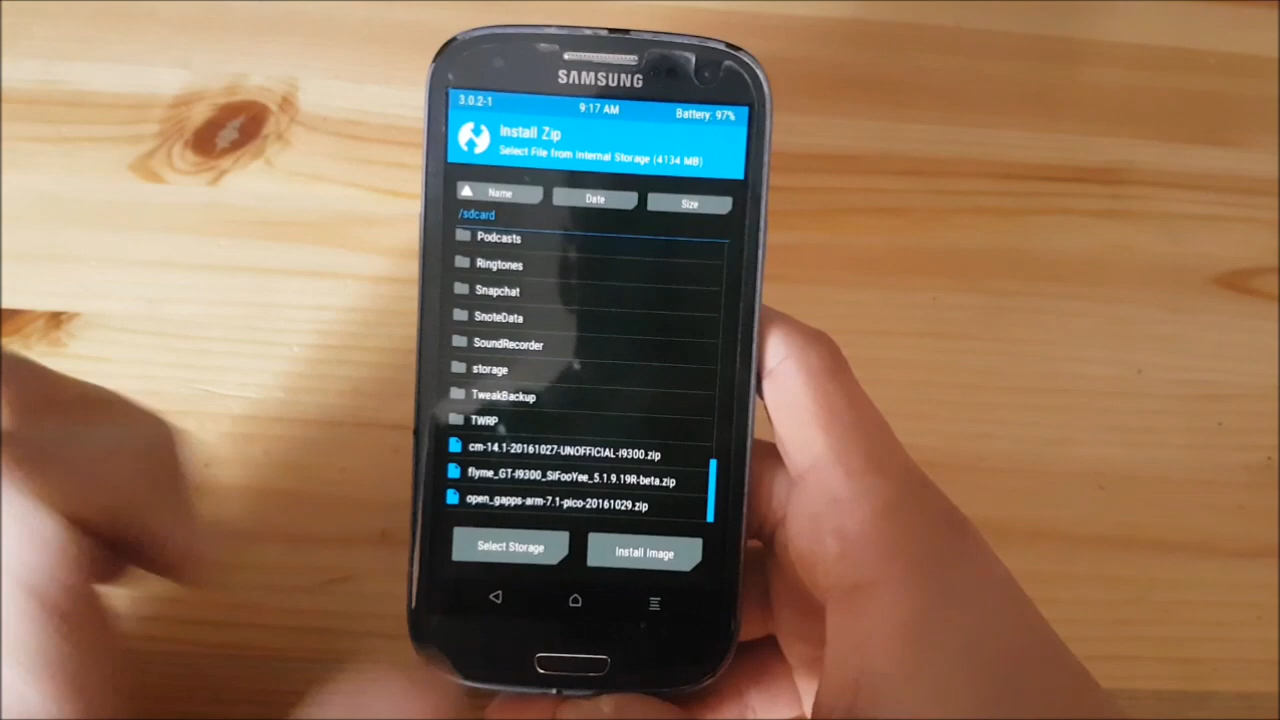 SAMSUNG
3.0.2-1 9:17 AM Battery: 97%
Install Zip
Select File from Internal Storage (4134 MB)
Name Date Size
/sdcard
Podcasts
Ringtones
Snapchat
SnoteData
SoundRecorder
storage
TweakBackup
TWRP
cm-14.1-20161027-UNOFFICIAL-i9300.zip
flyme_GT-I9300_SiFooYee_5.1.9.19R-beta.zip
open_gapps-arm-7.1-pico-20161029.zip
Select Storage Install Image